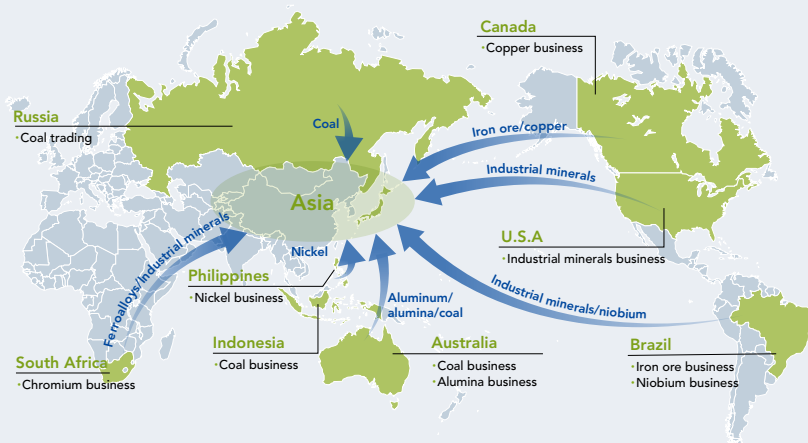 Canada
·Copper business
Russia
·Coal trading
Coal
Iron ore/copper
Industrial minerals
Asia
U.S.A
·Industrial minerals business
Ferroalloys/Industrial minerals
Nickel
Philippines
·Nickel business
Aluminum/
alumina/coal
Industrial minerals/niobium
Indonesia
·Coal business
Australia
·Coal business
·Alumina business
Brazil
·Iron ore business
·Niobium business
South Africa
·Chromium business